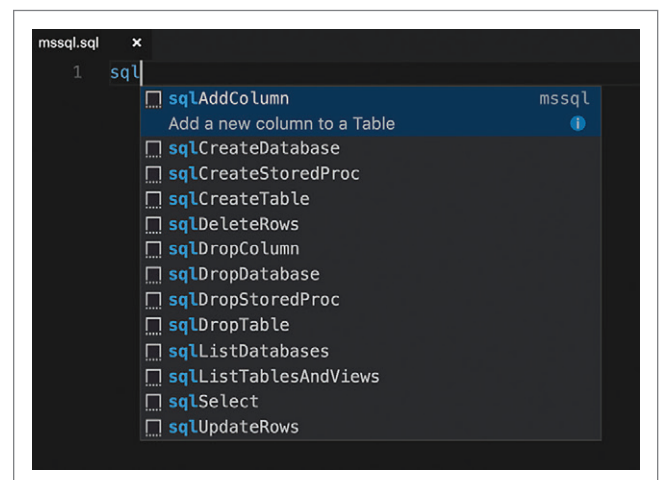 mssql.sql ×
1 sql
sqlAddColumn mssql
Add a new column to a Table
sqlCreateDatabase
sqlCreateStoredProc
sqlCreateTable
sqlDeleteRows
sqlDropColumn
sqlDropDatabase
sqlDropStoredProc
sqlDropTable
sqlListDatabases
sqlListTablesAndViews
sqlSelect
sqlUpdateRows